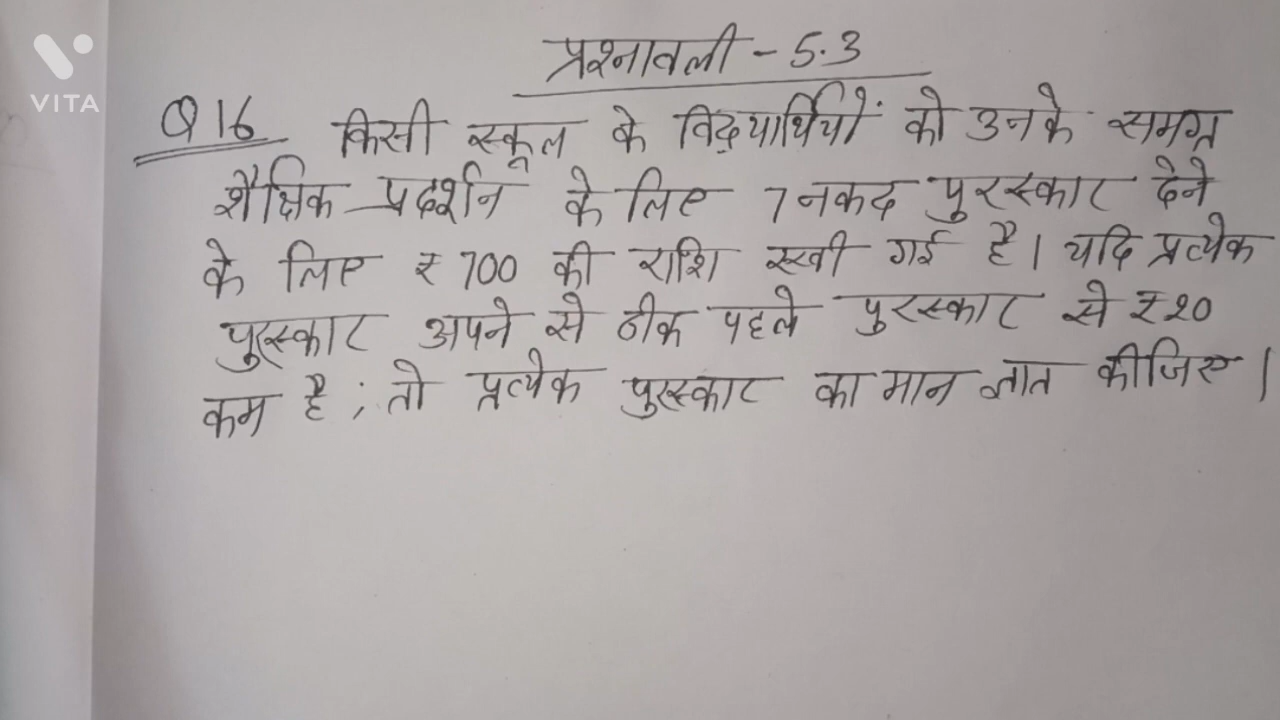 VITA
प्रश्नावली - 5.3
Q 16 किसी स्कूल के विद्यार्थियों को उनके समग्र
शैक्षिक प्रदर्शन के लिए 7 नकद पुरस्कार देने
के लिए ₹ 700 की राशि रखी गई है। यदि प्रत्येक
पुरस्कार अपने से ठीक पहले पुरस्कार से ₹ 20
कम है ; तो प्रत्येक पुरस्कार का मान ज्ञात कीजिए।